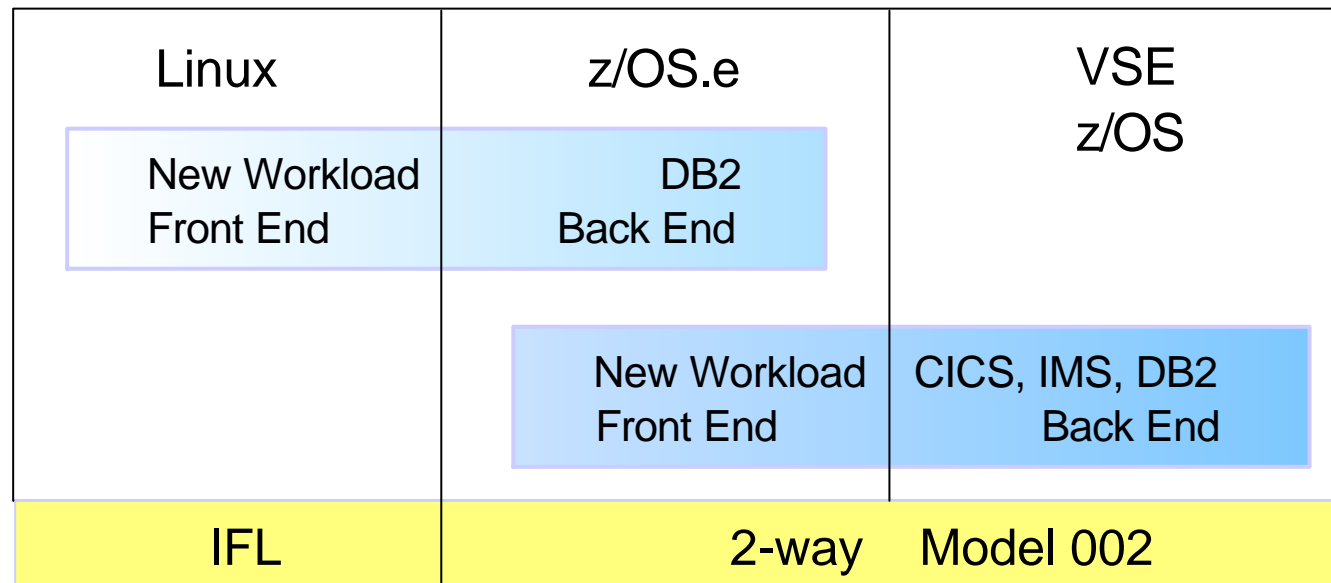 Linux
z/OS.e
VSE
z/OS
New Workload
Front End
DB2
Back End
New Workload
Front End
CICS, IMS, DB2
Back End
IFL
2-way Model 002